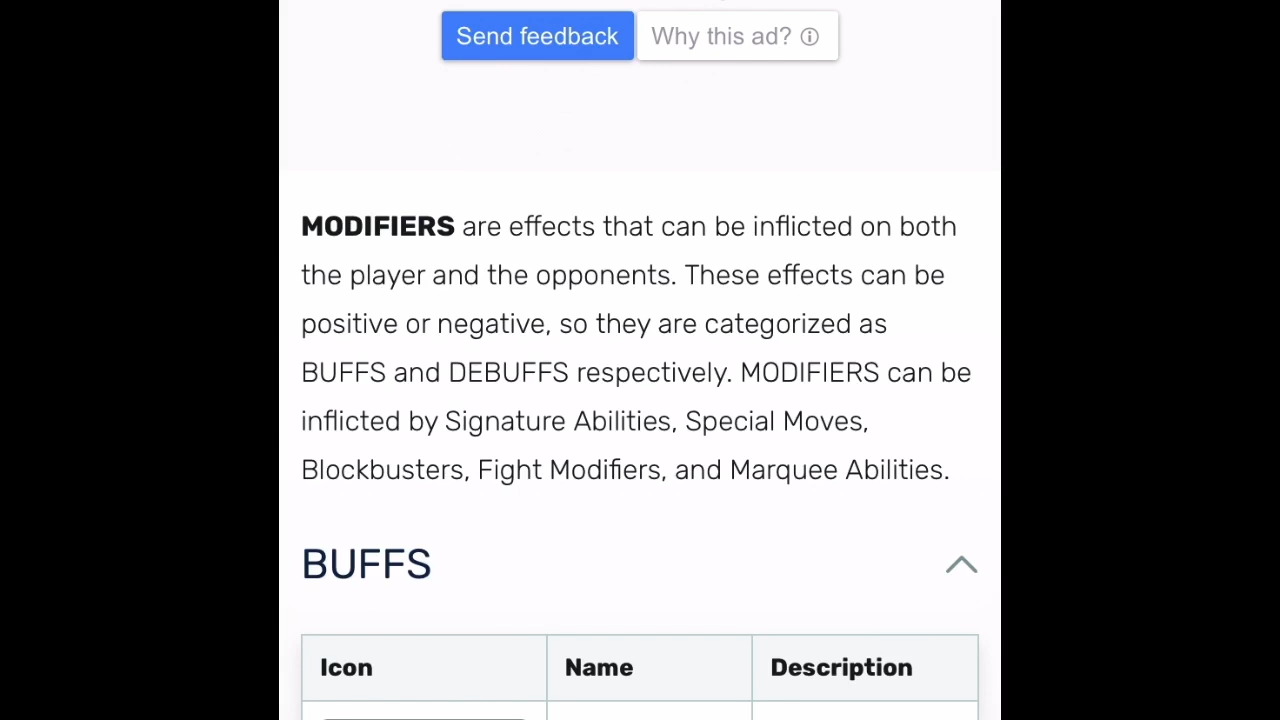 Send feedback Why this ad?
MODIFIERS are effects that can be inflicted on both
the player and the opponents. These effects can be
positive or negative, so they are categorized as
BUFFS and DEBUFFS respectively. MODIFIERS can be
inflicted by Signature Abilities, Special Moves,
Blockbusters, Fight Modifiers, and Marquee Abilities.
BUFFS
Icon Name Description